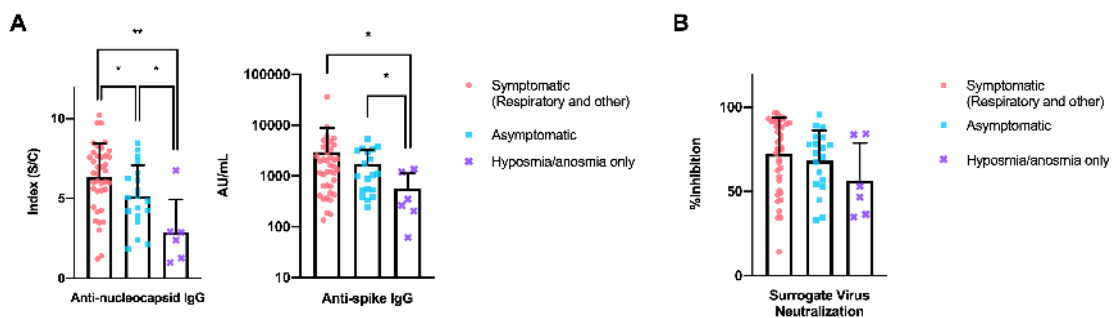 A
**
*
*
10
5
0
Index (S/C)
Anti-nucleocapsid IgG
*
*
100000
10000
1000
100
10
AU/mL
Anti-spike IgG
Symptomatic
(Respiratory and other)
Asymptomatic
Hyposmia/anosmia only
B
100
50
0
%Inhibition
Surrogate Virus
Neutralization
Symptomatic
(Respiratory and other)
Asymptomatic
Hyposmia/anosmia only